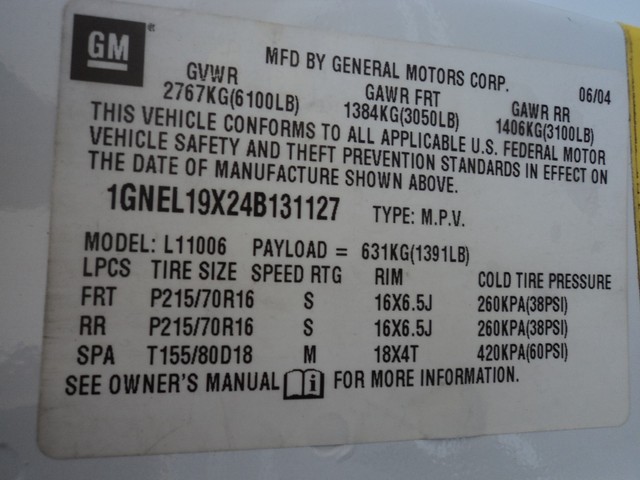 GM
MFD BY GENERAL MOTORS CORP. 06/04
GVWR GAWR FRT GAWR RR
2767KG(6100LB) 1384KG(3050LB) 1406KG(3100LB)
THIS VEHICLE CONFORMS TO ALL APPLICABLE U.S. FEDERAL MOTOR
VEHICLE SAFETY AND THEFT PREVENTION STANDARDS IN EFFECT ON
THE DATE OF MANUFACTURE SHOWN ABOVE.
1GNEL19X24B131127 TYPE: M.P.V.
MODEL: L11006 PAYLOAD = 631KG(1391LB)
LPCS TIRE SIZE SPEED RTG RIM COLD TIRE PRESSURE
FRT P215/70R16 S 16X6.5J 260KPA(38PSI)
RR P215/70R16 S 16X6.5J 260KPA(38PSI)
SPA T155/80D18 M 18X4T 420KPA(60PSI)
SEE OWNER'S MANUAL i FOR MORE INFORMATION.